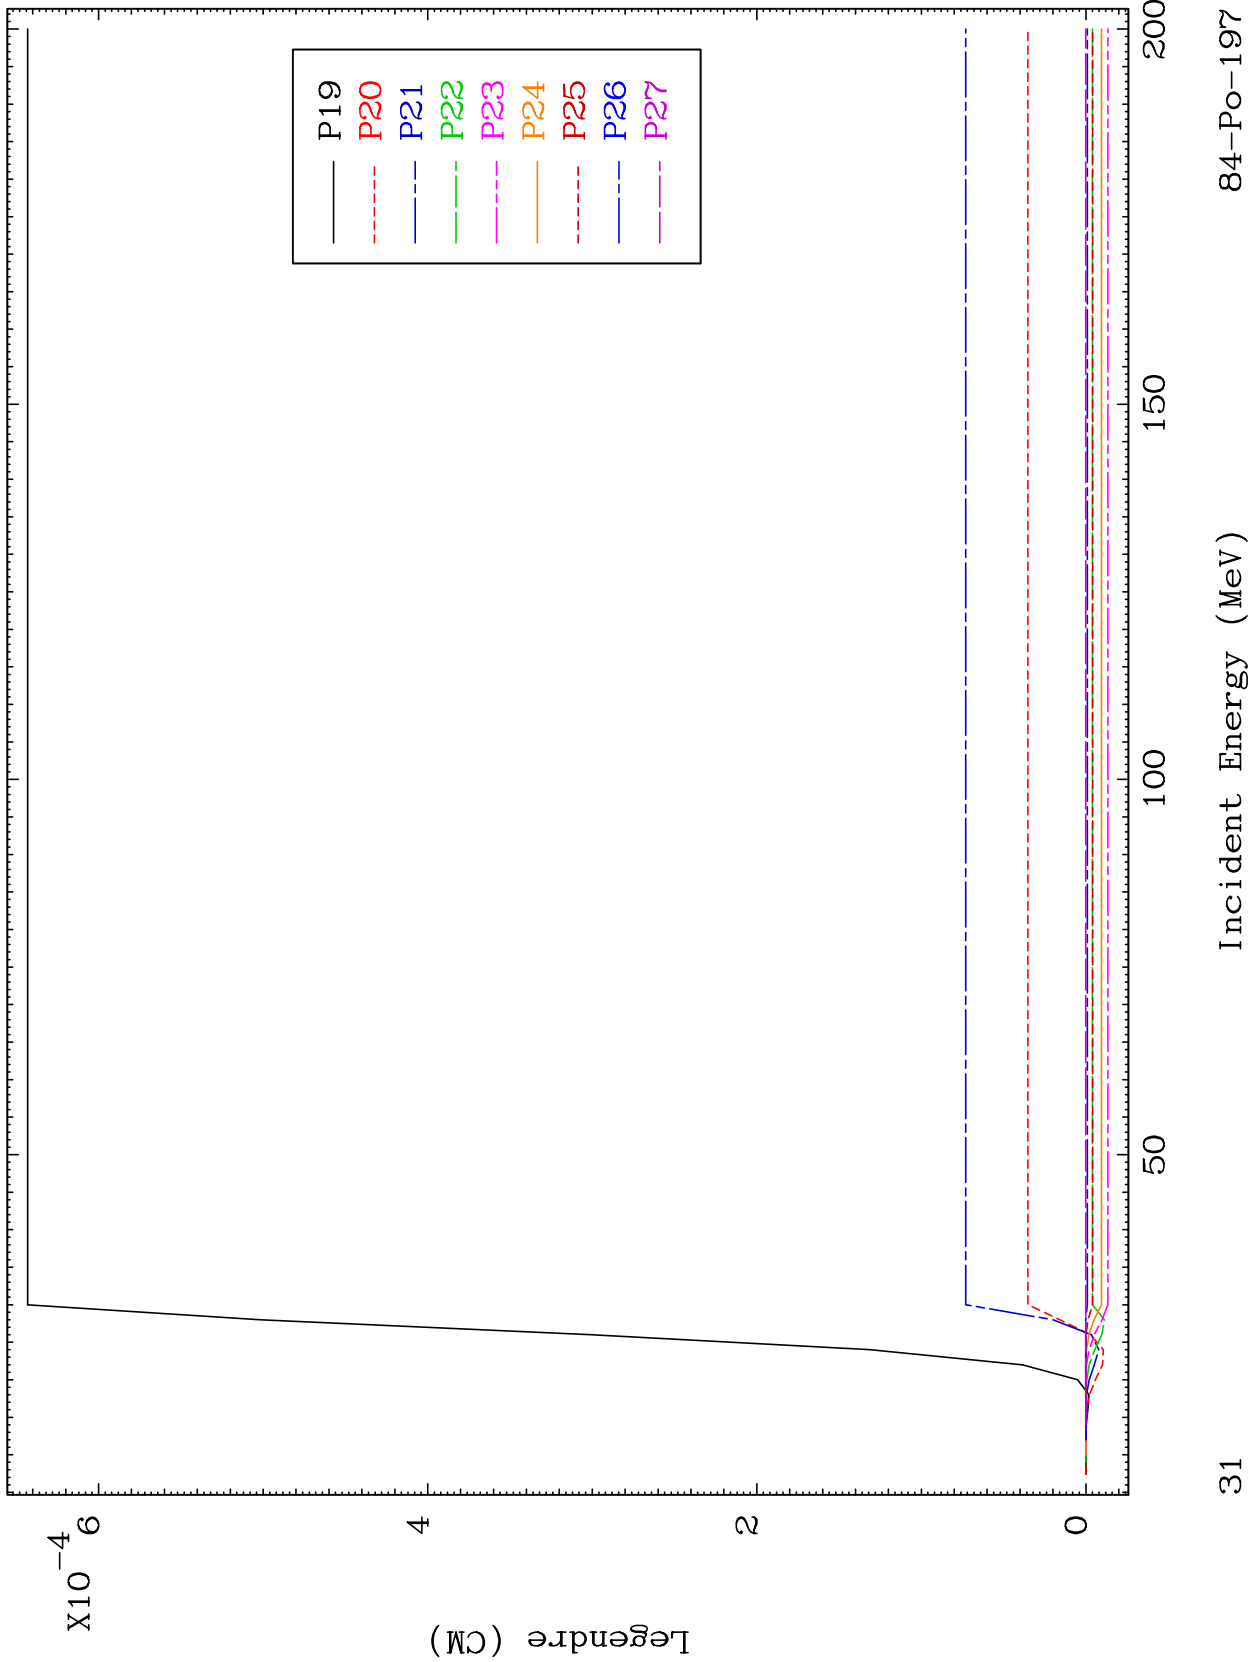 X10⁻⁴
6
4
2
0
Legendre (CM)
P19
P20
P21
P22
P23
P24
P25
P26
P27
50
100
150
200
31
Incident Energy (MeV)
84-Po-197